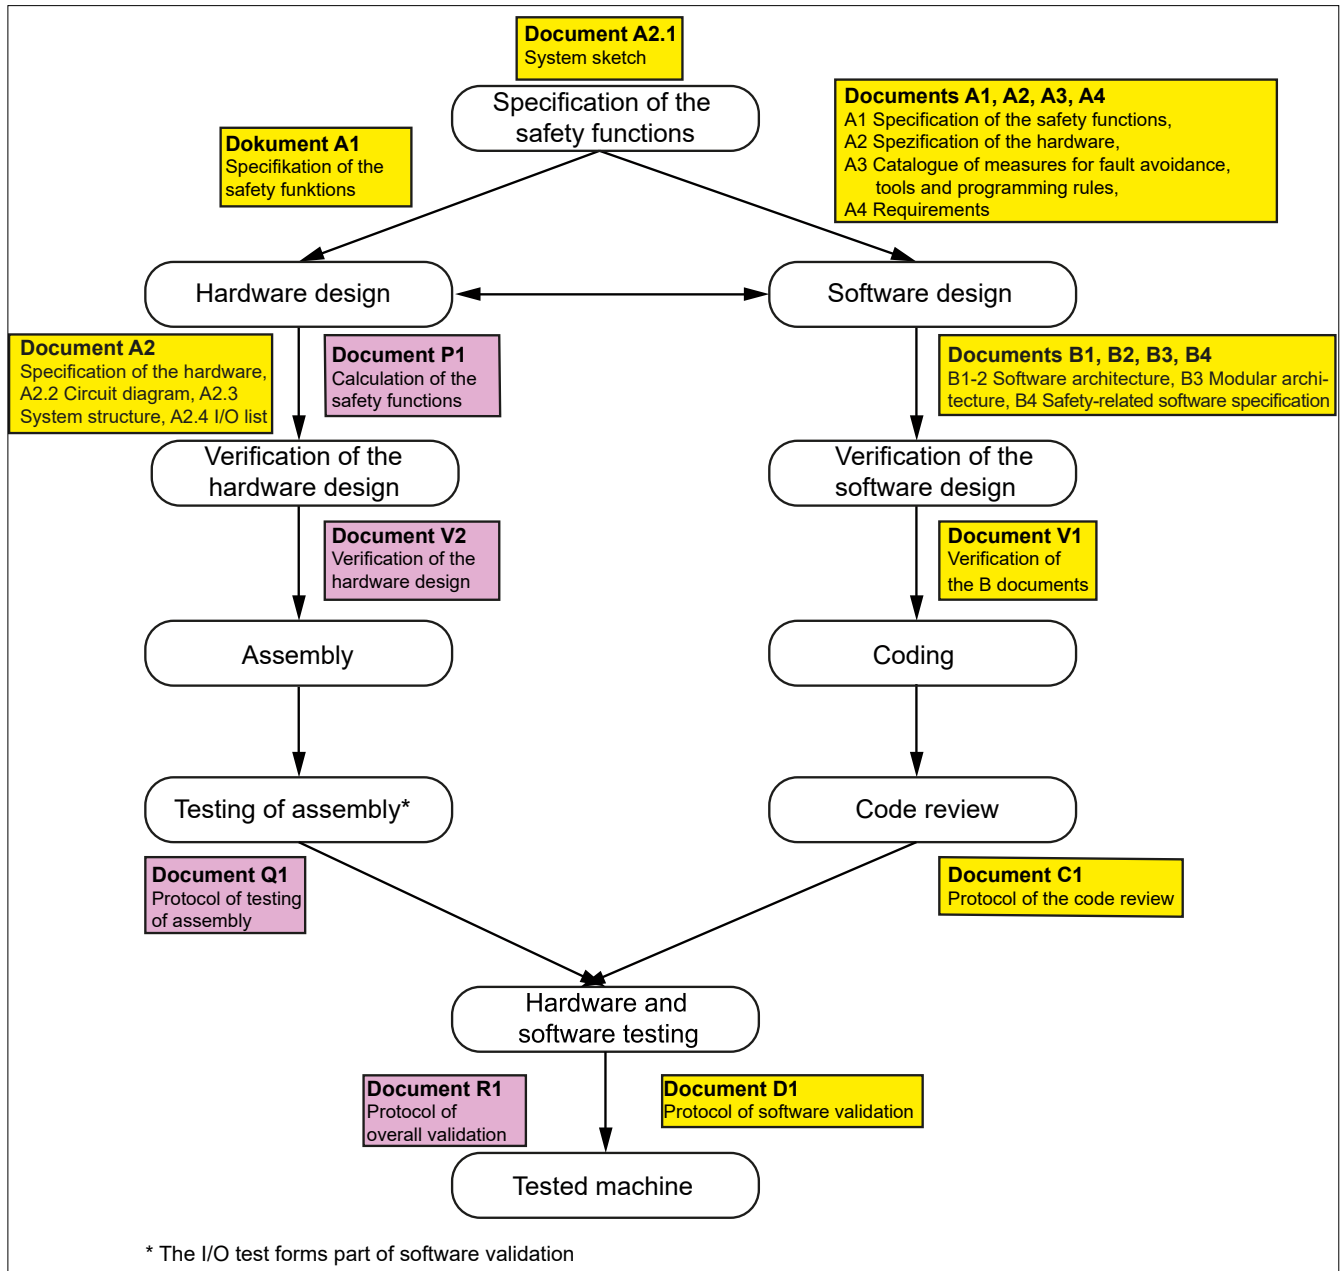 Document A2.1
System sketch
Specification of the
safety functions
Documents A1, A2, A3, A4
A1 Specification of the safety functions,
A2 Spezification of the hardware,
A3 Catalogue of measures for fault avoidance,
tools and programming rules,
A4 Requirements
Dokument A1
Specifikation of the
safety funktions
Hardware design
Software design
Document A2
Specification of the hardware,
A2.2 Circuit diagram, A2.3
System structure, A2.4 I/O list
Document P1
Calculation of the
safety functions
Documents B1, B2, B3, B4
B1-2 Software architecture, B3 Modular archi-
tecture, B4 Safety-related software specification
Verification of the
hardware design
Verification of the
software design
Document V2
Verification of the
hardware design
Document V1
Verification of
the B documents
Assembly
Coding
Testing of assembly*
Code review
Document Q1
Protocol of testing
of assembly
Document C1
Protocol of the code review
Hardware and
software testing
Document R1
Protocol of
overall validation
Document D1
Protocol of software validation
Tested machine
* The I/O test forms part of software validation